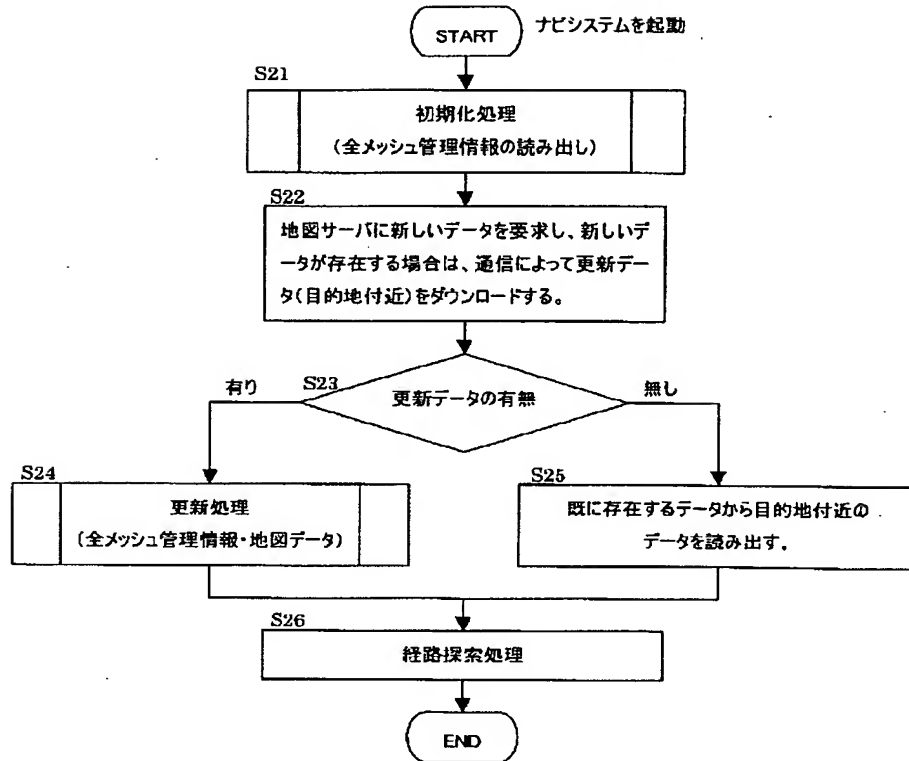 START
ナビシステムを起動
S21
初期化処理
(全メッシュ管理情報の読み出し)
S22
地図サーバに新しいデータを要求し、新しいデ
ータが存在する場合は、通信によって更新デー
タ(目的地付近)をダウンロードする。
S23
更新データの有無
有り
無し
S24
更新処理
(全メッシュ管理情報・地図データ)
S25
既に存在するデータから目的地付近の
データを読み出す。
S26
経路探索処理
END